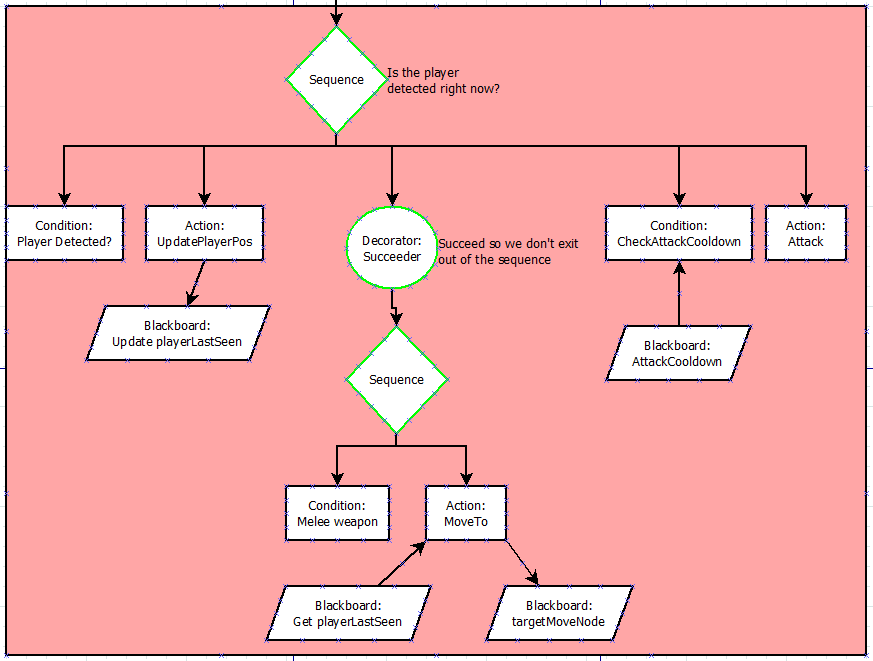 Sequence
Is the player
detected right now?
Condition:
Player Detected?
Action:
UpdatePlayerPos
Decorator:
Succeeder
Succeed so we don't exit
out of the sequence
Condition:
CheckAttackCooldown
Action:
Attack
Blackboard:
Update playerLastSeen
Blackboard:
AttackCooldown
Sequence
Condition:
Melee weapon
Action:
MoveTo
Blackboard:
Get playerLastSeen
Blackboard:
targetMoveNode